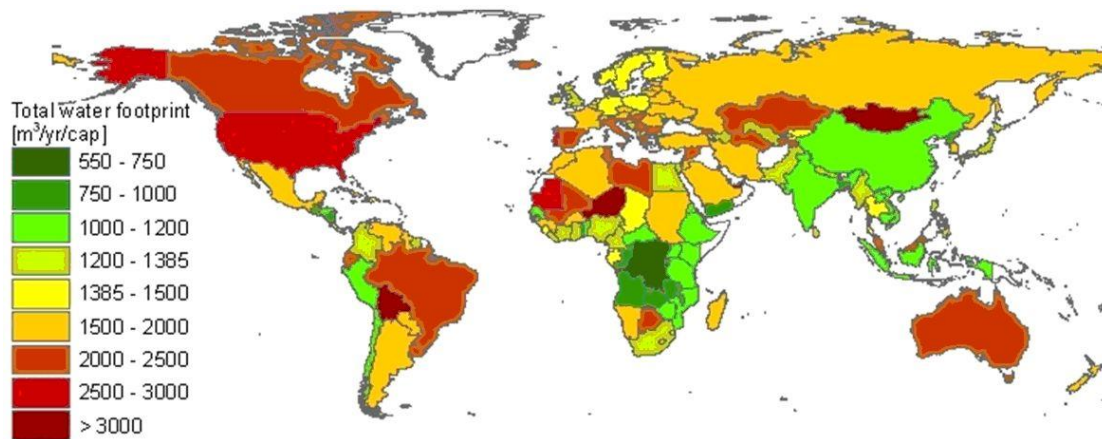 Total water footprint
[m³/yr/cap]
550 - 750
750 - 1000
1000 - 1200
1200 - 1385
1385 - 1500
1500 - 2000
2000 - 2500
2500 - 3000
> 3000